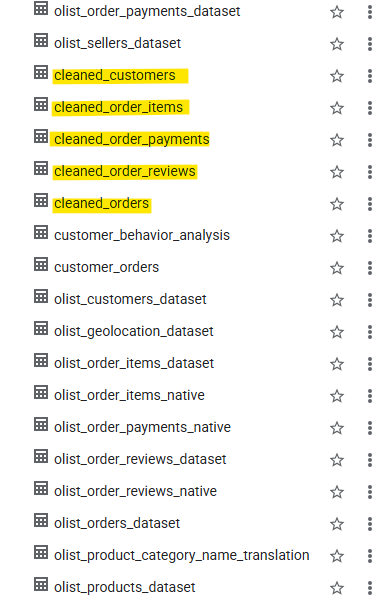 olist_order_payments_dataset
olist_sellers_dataset
cleaned_customers
cleaned_order_items
cleaned_order_payments
cleaned_order_reviews
cleaned_orders
customer_behavior_analysis
customer_orders
olist_customers_dataset
olist_geolocation_dataset
olist_order_items_dataset
olist_order_items_native
olist_order_payments_native
olist_order_reviews_dataset
olist_order_reviews_native
olist_orders_dataset
olist_product_category_name_translation
olist_products_dataset